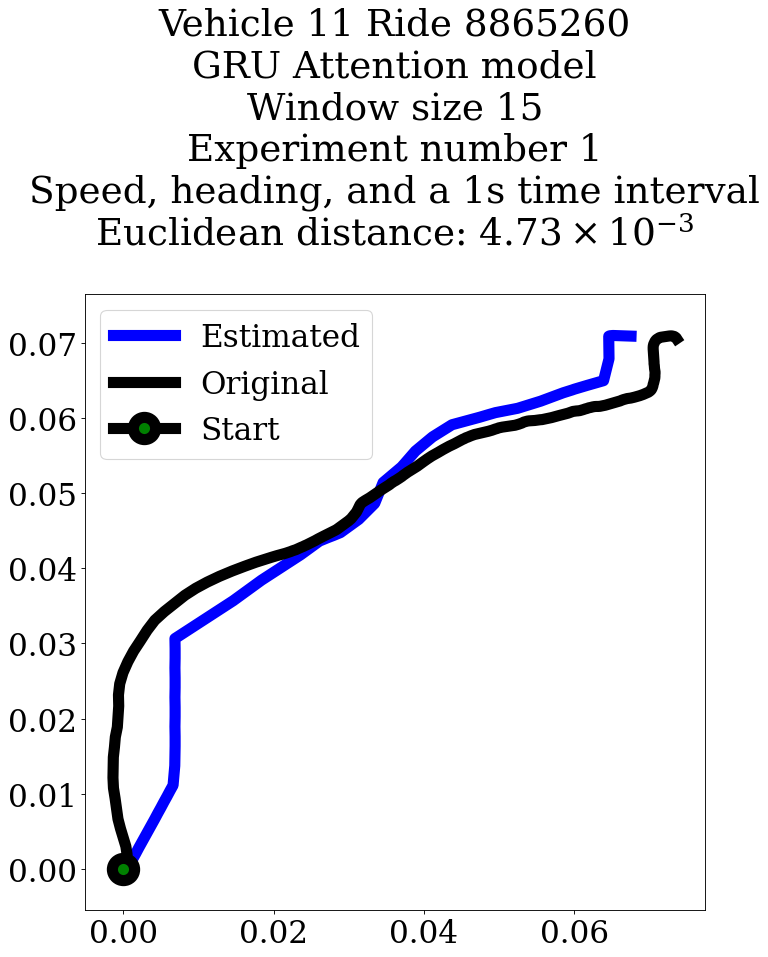 Vehicle 11 Ride 8865260
GRU Attention model
Window size 15
Experiment number 1
Speed, heading, and a 1s time interval
Euclidean distance: 4.73 × 10⁻³
Estimated
Original
Start
0.07
0.06
0.05
0.04
0.03
0.02
0.01
0.00
0.00 0.02 0.04 0.06